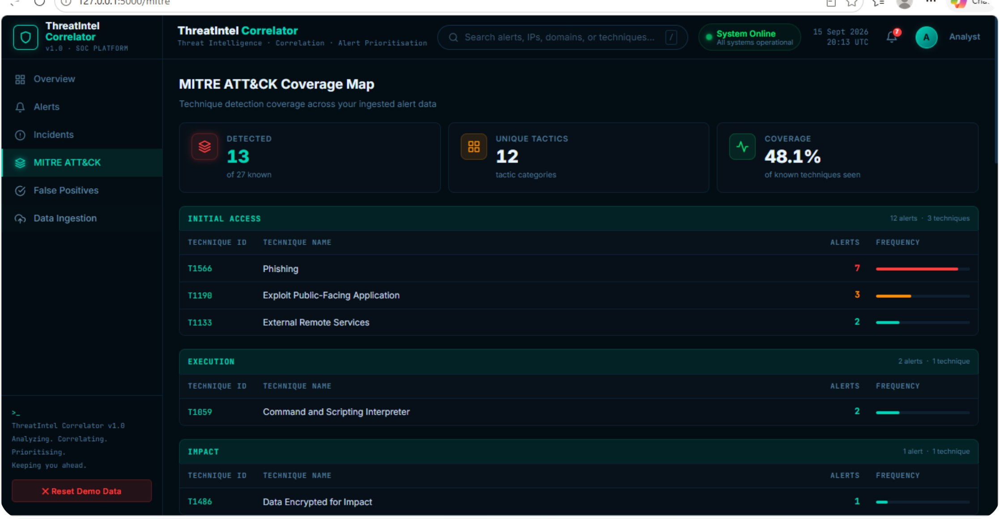 127.0.0.1:5000/mitre
ThreatIntel
Correlator
v1.0 · SOC PLATFORM
ThreatIntel Correlator
Threat Intelligence · Correlation · Alert Prioritisation
Search alerts, IPs, domains, or techniques...
/
System Online
All systems operational
15 Sept 2026
20:13 UTC
7
A
Analyst
Overview
Alerts
Incidents
MITRE ATT&CK
False Positives
Data Ingestion
>_
ThreatIntel Correlator v1.0
Analyzing. Correlating.
Prioritising.
Keeping you ahead.
Reset Demo Data
MITRE ATT&CK Coverage Map
Technique detection coverage across your ingested alert data
DETECTED
13
of 27 known
UNIQUE TACTICS
12
tactic categories
COVERAGE
48.1%
of known techniques seen
INITIAL ACCESS 12 alerts · 3 techniques
TECHNIQUE ID TECHNIQUE NAME ALERTS FREQUENCY
T1566 Phishing 7
T1190 Exploit Public-Facing Application 3
T1133 External Remote Services 2
EXECUTION 2 alerts · 1 technique
TECHNIQUE ID TECHNIQUE NAME ALERTS FREQUENCY
T1059 Command and Scripting Interpreter 2
IMPACT 1 alert · 1 technique
TECHNIQUE ID TECHNIQUE NAME ALERTS FREQUENCY
T1486 Data Encrypted for Impact 1